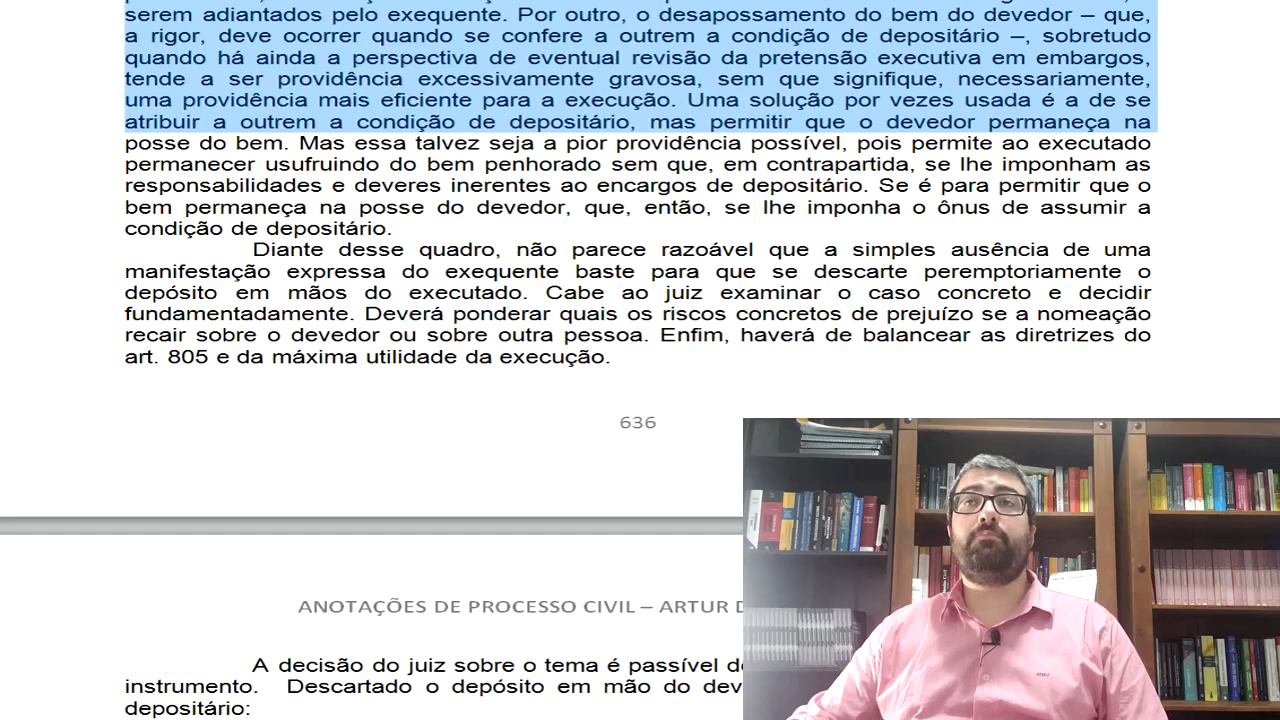 serem adiantados pelo exequente. Por outro, o desapossamento do bem do devedor – que,
a rigor, deve ocorrer quando se confere a outrem a condição de depositário –, sobretudo
quando há ainda a perspectiva de eventual revisão da pretensão executiva em embargos,
tende a ser providência excessivamente gravosa, sem que signifique, necessariamente,
uma providência mais eficiente para a execução. Uma solução por vezes usada é a de se
atribuir a outrem a condição de depositário, mas permitir que o devedor permaneça na
posse do bem. Mas essa talvez seja a pior providência possível, pois permite ao executado
permanecer usufruindo do bem penhorado sem que, em contrapartida, se lhe imponham as
responsabilidades e deveres inerentes ao encargos de depositário. Se é para permitir que o
bem permaneça na posse do devedor, que, então, se lhe imponha o ônus de assumir a
condição de depositário.
Diante desse quadro, não parece razoável que a simples ausência de uma
manifestação expressa do exequente baste para que se descarte peremptoriamente o
depósito em mãos do executado. Cabe ao juiz examinar o caso concreto e decidir
fundamentadamente. Deverá ponderar quais os riscos concretos de prejuízo se a nomeação
recair sobre o devedor ou sobre outra pessoa. Enfim, haverá de balancear as diretrizes do
art. 805 e da máxima utilidade da execução.
636
ANOTAÇÕES DE PROCESSO CIVIL – ARTUR
A decisão do juiz sobre o tema é passível
instrumento. Descartado o depósito em mão do
depositário: